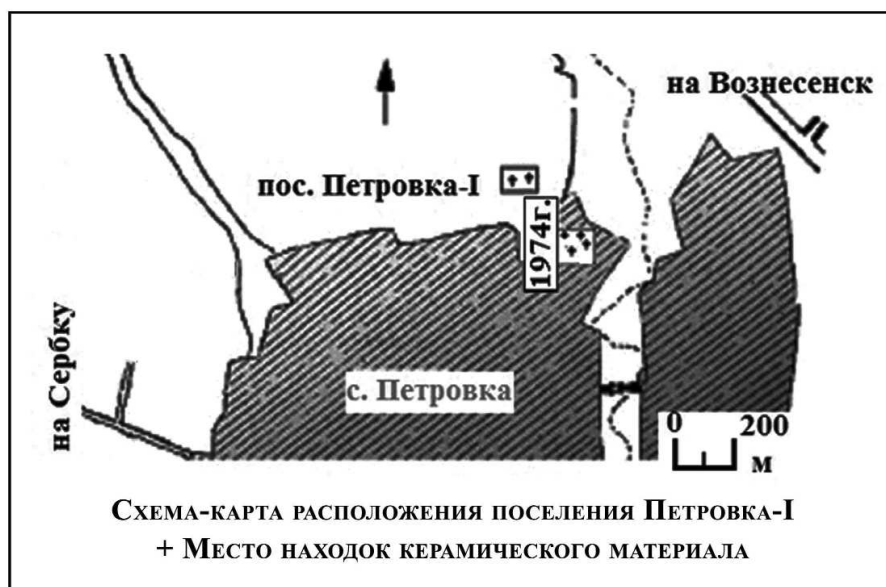 на Вознесенск
пос. Петровка-I
1974г.
на Сербку
с. Петровка
0 200
м
Схема-карта расположения поселения Петровка-I
+ Место находок керамического материала